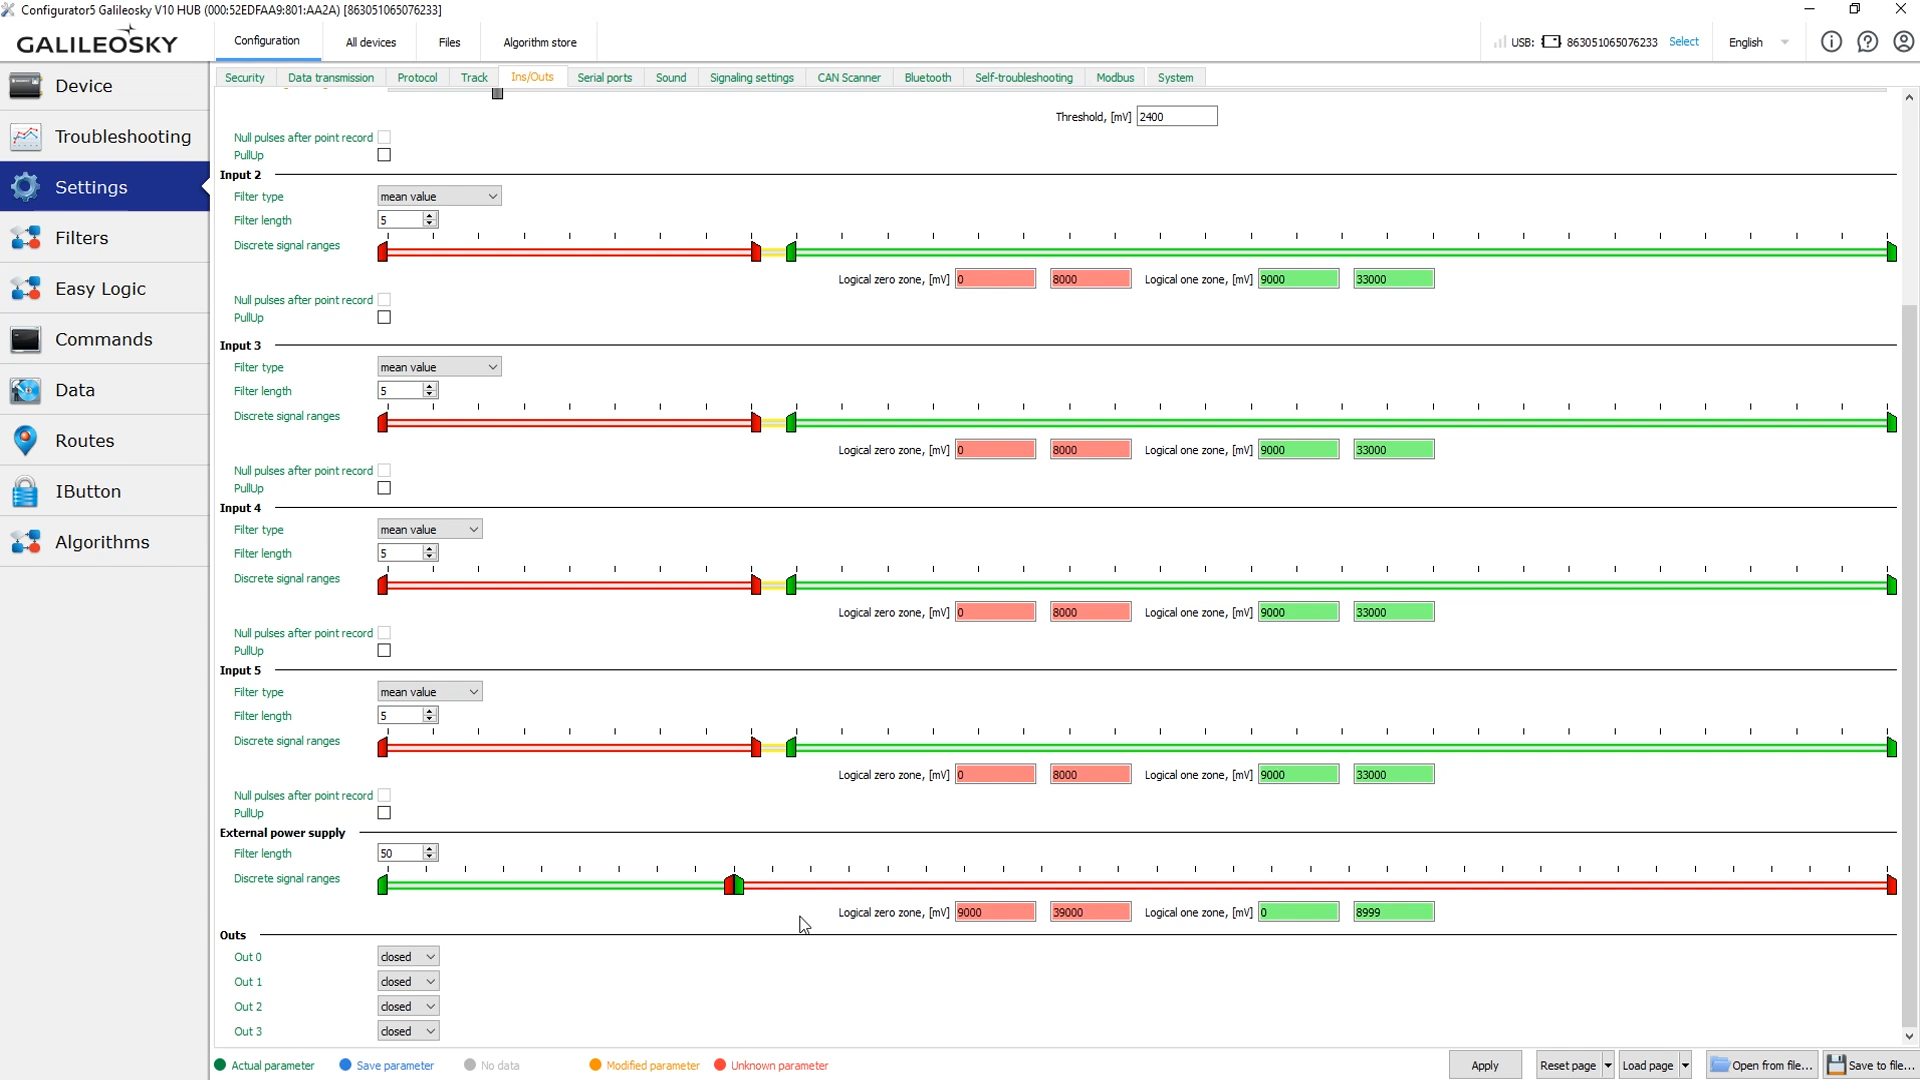 Configurator5 Galileosky V10 HUB (000:52EDFAA9:801:AA2A) [863051065076233]
GALILEOSKY
Configuration All devices Files Algorithm store USB: 863051065076233 Select English
Security Data transmission Protocol Track Ins/Outs Serial ports Sound Signaling settings CAN Scanner Bluetooth Self-troubleshooting Modbus System
Device
Troubleshooting
Settings
Filters
Easy Logic
Commands
Data
Routes
IButton
Algorithms
Threshold, [mV] 2400
Null pulses after point record
PullUp
Input 2
Filter type mean value
Filter length 5
Discrete signal ranges
Logical zero zone, [mV] 0 8000 Logical one zone, [mV] 9000 33000
Null pulses after point record
PullUp
Input 3
Filter type mean value
Filter length 5
Discrete signal ranges
Logical zero zone, [mV] 0 8000 Logical one zone, [mV] 9000 33000
Null pulses after point record
PullUp
Input 4
Filter type mean value
Filter length 5
Discrete signal ranges
Logical zero zone, [mV] 0 8000 Logical one zone, [mV] 9000 33000
Null pulses after point record
PullUp
Input 5
Filter type mean value
Filter length 5
Discrete signal ranges
Logical zero zone, [mV] 0 8000 Logical one zone, [mV] 9000 33000
Null pulses after point record
PullUp
External power supply
Filter length 50
Discrete signal ranges
Logical zero zone, [mV] 9000 39000 Logical one zone, [mV] 0 8999
Outs
Out 0 closed
Out 1 closed
Out 2 closed
Out 3 closed
Actual parameter Save parameter No data Modified parameter Unknown parameter Apply Reset page Load page Open from file... Save to file...